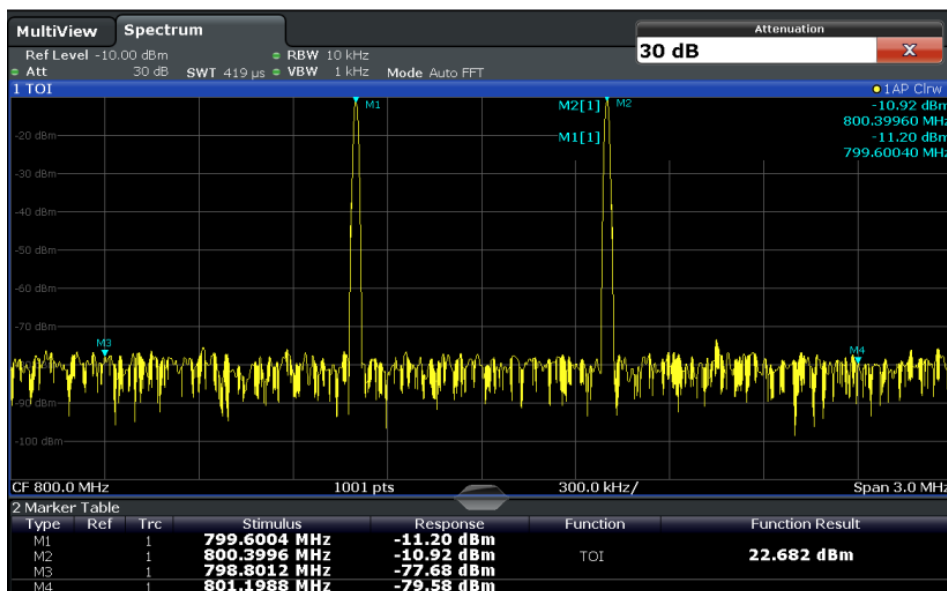 MultiView Spectrum
Attenuation
30 dB X
Ref Level -10.00 dBm RBW 10 kHz
Att 30 dB SWT 419 µs VBW 1 kHz Mode Auto FFT
1 TOI 1AP Clrw
M1 M2[1] M2 -10.92 dBm
800.39960 MHz
-20 dBm M1[1] -11.20 dBm
799.60040 MHz
-30 dBm
-40 dBm
-50 dBm
-60 dBm
-70 dBm
M3 M4
-90 dBm
-100 dBm
CF 800.0 MHz 1001 pts 300.0 kHz/ Span 3.0 MHz
2 Marker Table
Type Ref Trc Stimulus Response Function Function Result
M1 1 799.6004 MHz -11.20 dBm
M2 1 800.3996 MHz -10.92 dBm TOI 22.682 dBm
M3 1 798.8012 MHz -77.68 dBm
M4 1 801.1988 MHz -79.58 dBm